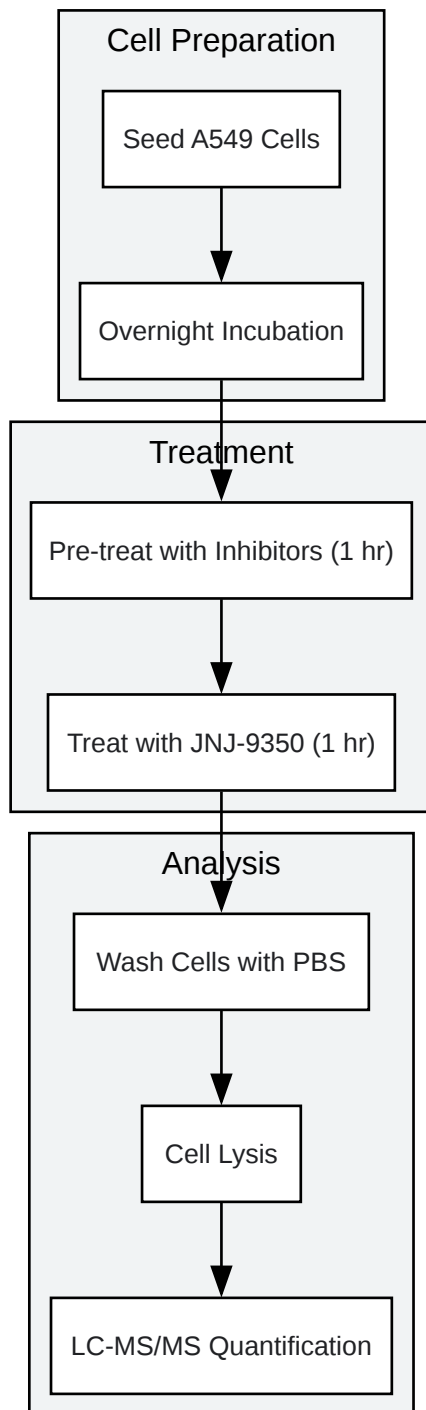 Cell Preparation
Seed A549 Cells
Overnight Incubation
Treatment
Pre-treat with Inhibitors (1 hr)
Treat with JNJ-9350 (1 hr)
Analysis
Wash Cells with PBS
Cell Lysis
LC-MS/MS Quantification